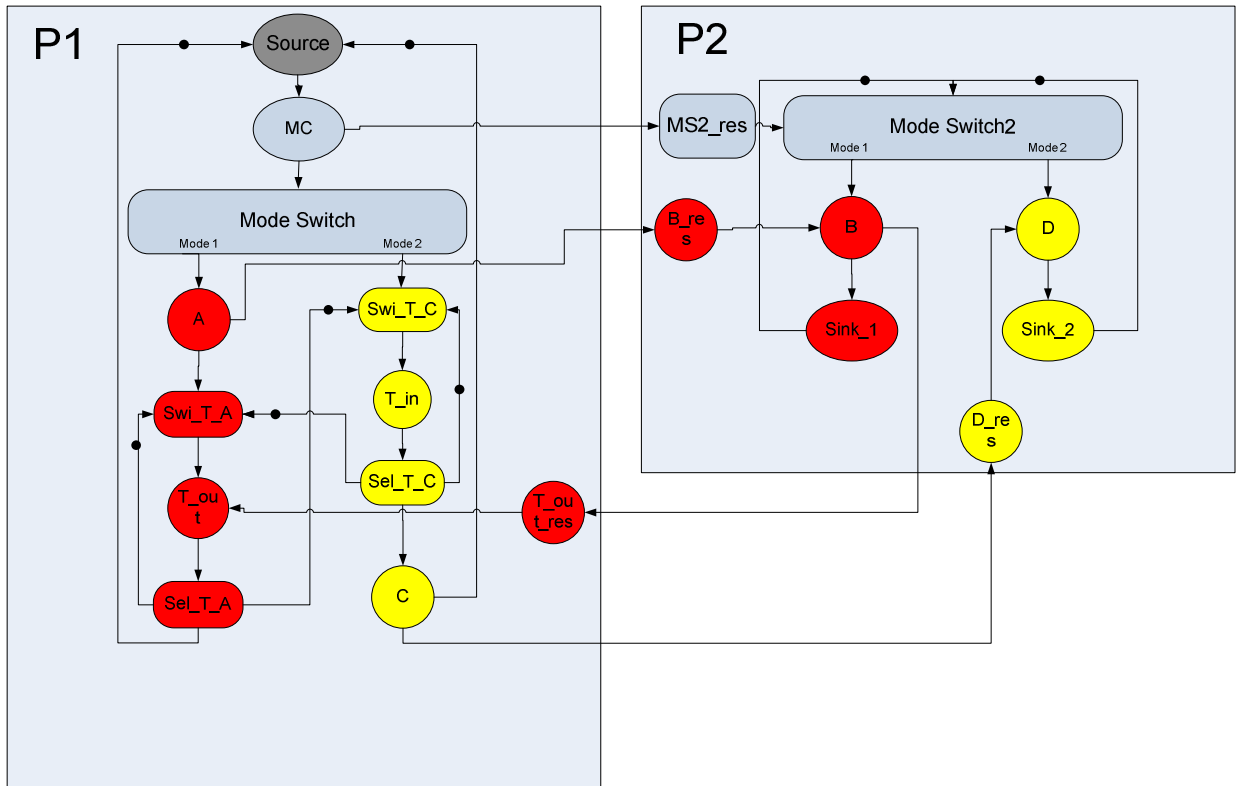 P1
Source
MC
Mode Switch
Mode 1
Mode 2
A
Swi_T_C
T_in
Swi_T_A
Sel_T_C
T_ou
t
T_ou
t_res
Sel_T_A
C
P2
MS2_res
Mode Switch2
Mode 1
Mode 2
B_re
s
B
D
Sink_1
Sink_2
D_re
s